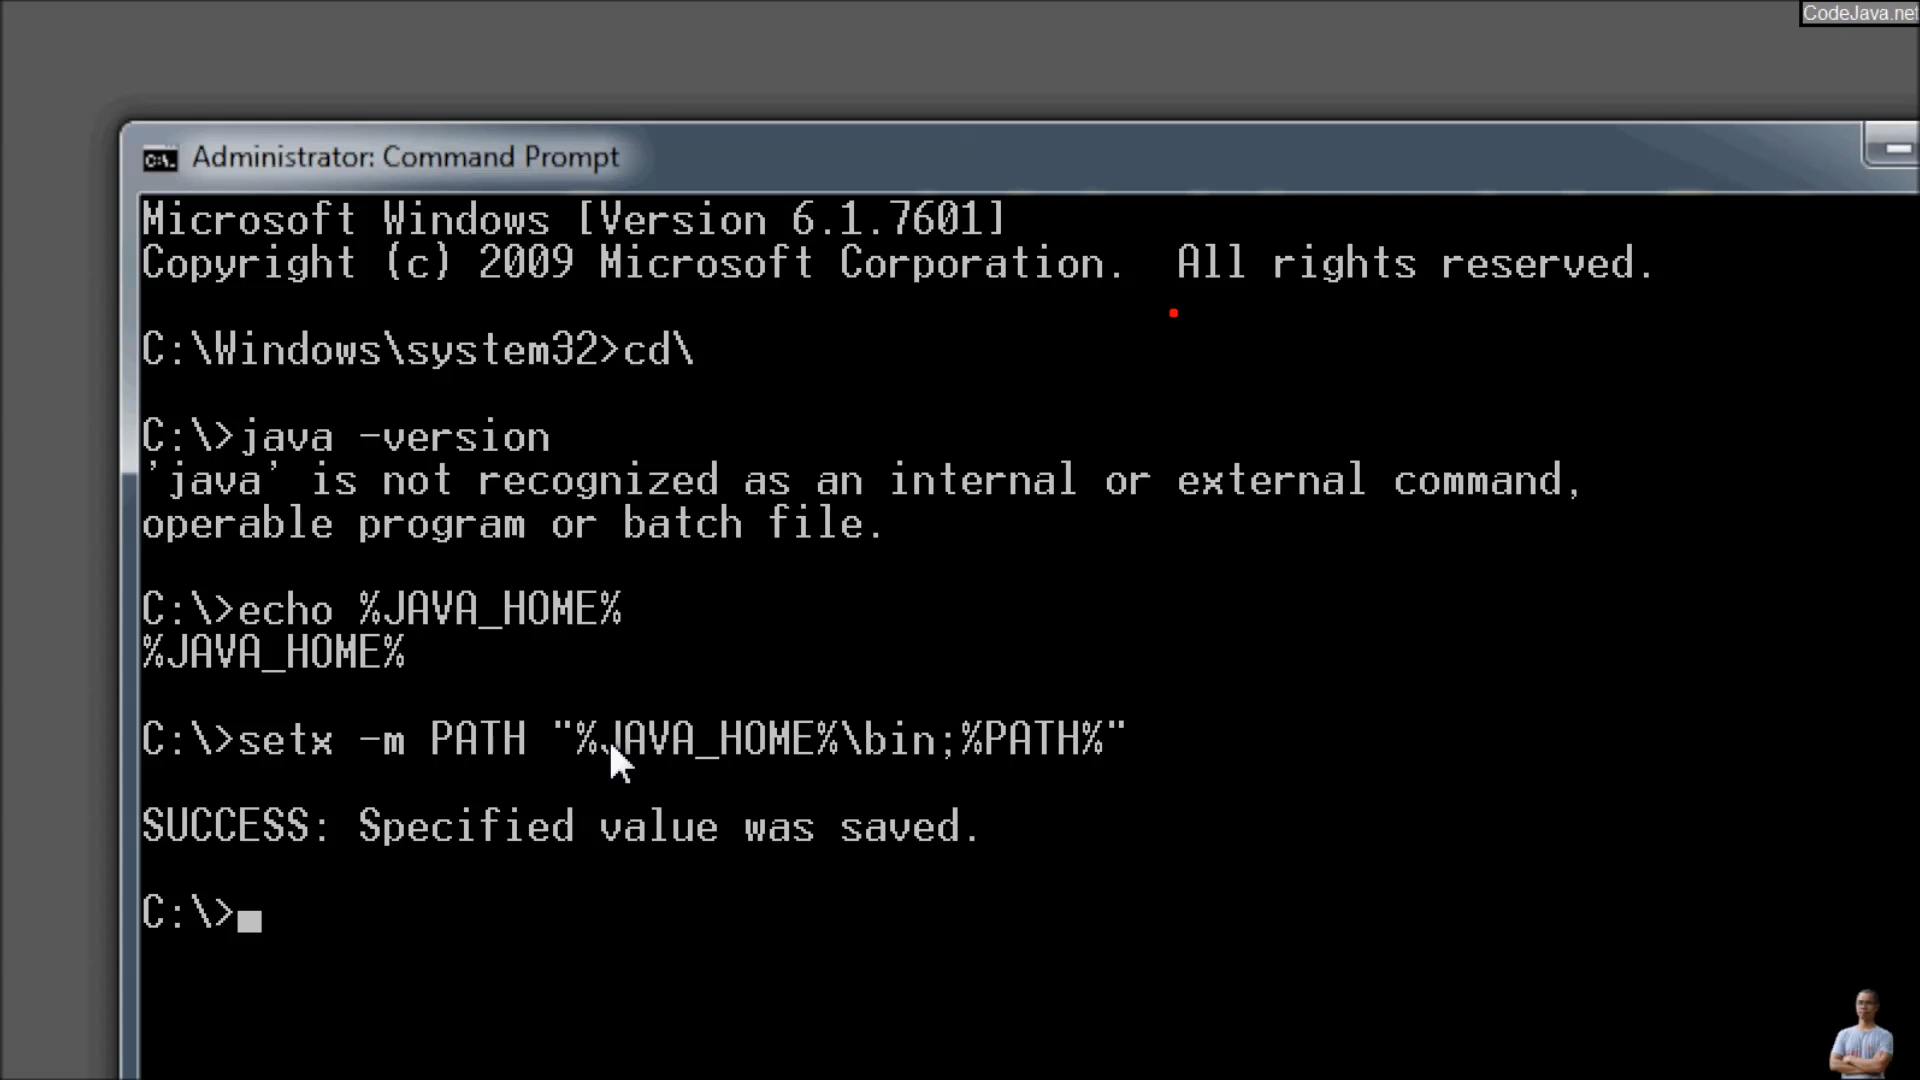 CodeJava.net
Administrator: Command Prompt
Microsoft Windows [Version 6.1.7601]
Copyright (c) 2009 Microsoft Corporation.  All rights reserved.
C:\Windows\system32>cd\
C:\>java -version
'java' is not recognized as an internal or external command,
operable program or batch file.
C:\>echo %JAVA_HOME%
%JAVA_HOME%
C:\>setx -m PATH "%JAVA_HOME%\bin;%PATH%"
SUCCESS: Specified value was saved.
C:\>